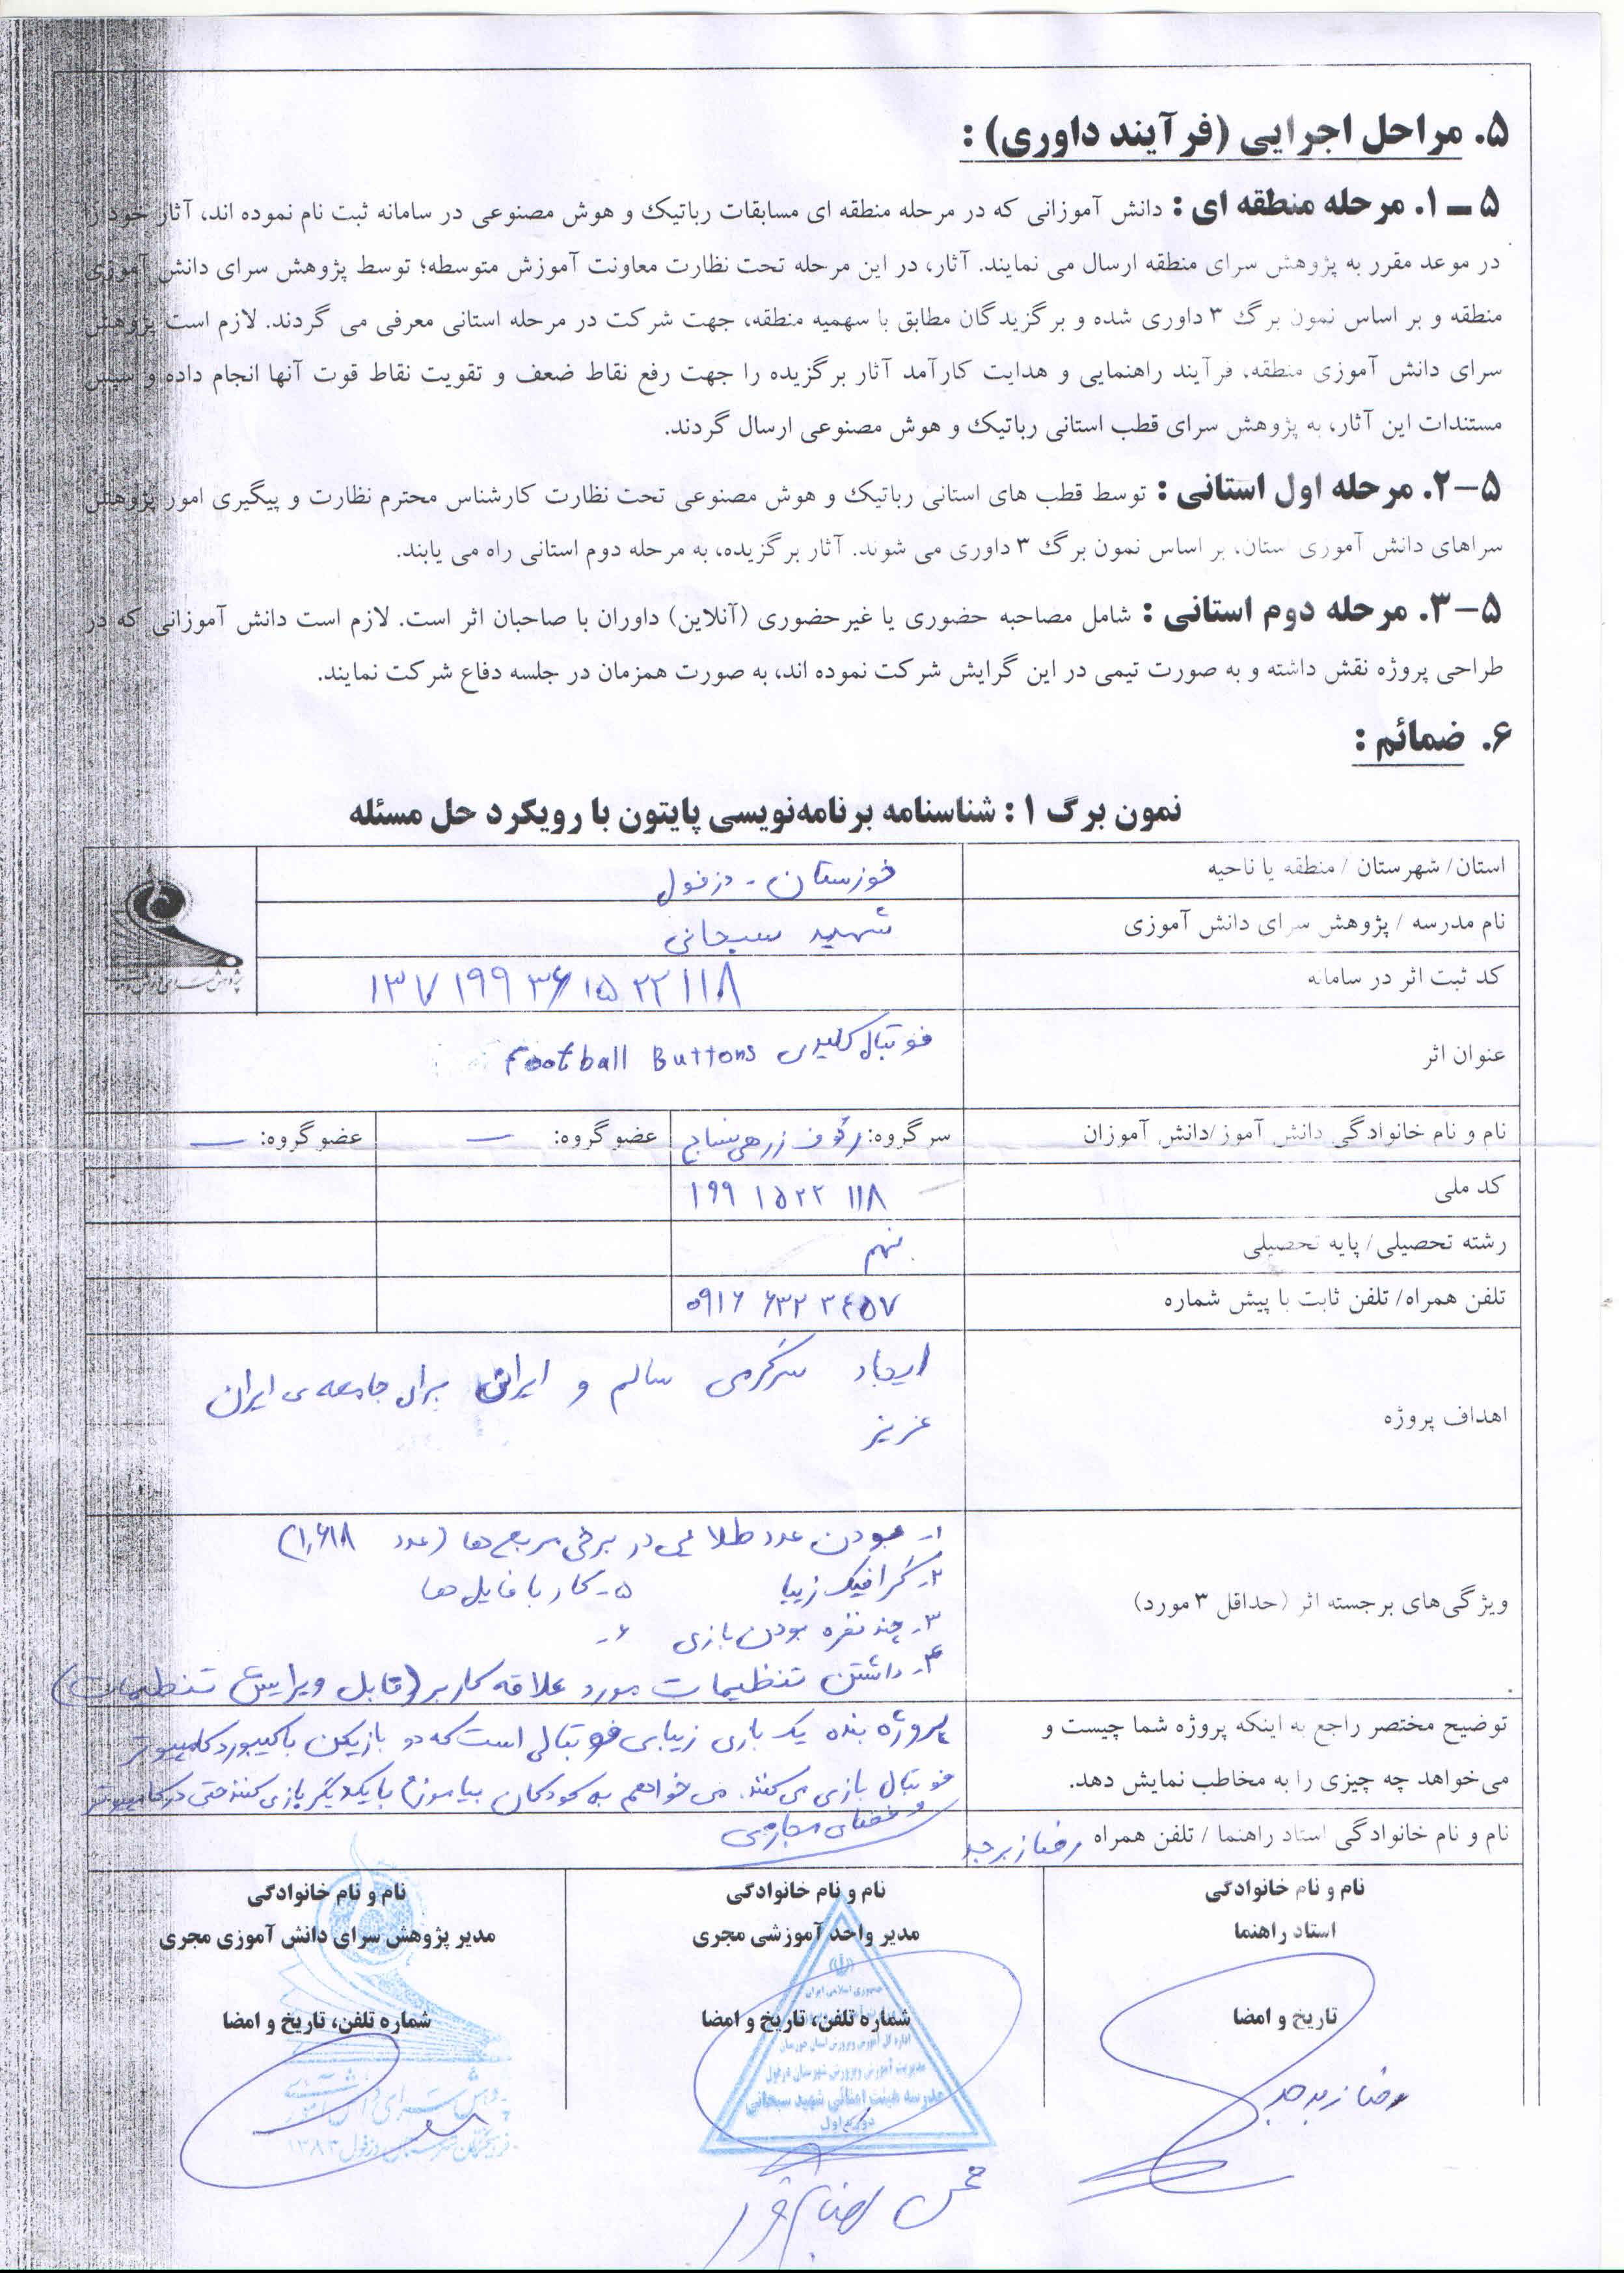 ۵. مراحل اجرایی (فرآیند داوری) :
۵ – ۱. مرحله منطقه ای : دانش آموزانی که در مرحله منطقه ای مسابقات رباتیک و هوش مصنوعی در سامانه ثبت نام نموده اند، آثار خود را
در موعد مقرر به پژوهش سرای منطقه ارسال می نمایند. آثار، در این مرحله تحت نظارت معاونت آموزش متوسطه؛ توسط پژوهش سرای دانش آموزی
منطقه و بر اساس نمون برگ ۳ داوری شده و برگزیدگان مطابق با سهمیه منطقه، جهت شرکت در مرحله استانی معرفی می گردند. لازم است پژوهش
سرای دانش آموزی منطقه، فرآیند راهنمایی و هدایت کارآمد آثار برگزیده را جهت رفع نقاط ضعف و تقویت نقاط قوت آنها انجام داده و سپس
مستندات این آثار، به پژوهش سرای قطب استانی رباتیک و هوش مصنوعی ارسال گردند.
۵-۲. مرحله اول استانی : توسط قطب های استانی رباتیک و هوش مصنوعی تحت نظارت کارشناس محترم نظارت و پیگیری امور پژوهش
سراهای دانش آموزی استان، بر اساس نمون برگ ۳ داوری می شوند. آثار برگزیده، به مرحله دوم استانی راه می یابند.
۵-۳. مرحله دوم استانی : شامل مصاحبه حضوری یا غیرحضوری (آنلاین) داوران با صاحبان اثر است. لازم است دانش آموزانی که در
طراحی پروژه نقش داشته و به صورت تیمی در این گرایش شرکت نموده اند، به صورت همزمان در جلسه دفاع شرکت نمایند.
۶. ضمائم :
نمون برگ ۱ : شناسنامه برنامه‌نویسی پایتون با رویکرد حل مسئله
استان/ شهرستان / منطقه یا ناحیه خوزستان - دزفول
نام مدرسه / پژوهش سرای دانش آموزی شهید سبحانی
کد ثبت اثر در سامانه ۱۳۷۱۹۹۳۶۱۵۲۲۱۱۸
عنوان اثر فوتبال کلیدی Football Buttons
نام و نام خانوادگی دانش آموز/دانش آموزان سر گروه: رئوف زرهی نساج عضو گروه: — عضو گروه: —
کد ملی ۱۹۹ ۱۵۲۲ ۱۱۸
رشته تحصیلی/ پایه تحصیلی نهم
تلفن همراه/ تلفن ثابت با پیش شماره ۰۹۱۶ ۶۳۲ ۳۴۵۷
اهداف پروژه ایجاد سرگرمی سالم و ایرانی برای جامعه ی ایران
عزیز
ویژگی‌های برجسته اثر (حداقل ۳ مورد)
۱- بودن عدد طلایی در برخی مربع ها (عدد ۱٫۶۱۸)
۲- گرافیک زیبا ۵- کار با فایل ها
۳- چند نفره بودن بازی ۶-
۴- داشتن تنظیمات مورد علاقه کاربر (قابل ویرایش تنظیمات)
توضیح مختصر راجع به اینکه پروژه شما چیست و
می‌خواهد چه چیزی را به مخاطب نمایش دهد.
پروژه بنده یک بازی زیبای فوتبالی است که دو بازیکن با کیبورد کامپیوتر
فوتبال بازی می کنند. می خواهم به کودکان بیاموزم با یکدیگر بازی کنند حتی در کامپیوتر
و فضای مجازی
نام و نام خانوادگی استاد راهنما / تلفن همراه رضا زبرجد
نام و نام خانوادگی
استاد راهنما
تاریخ و امضا
رضا زبرجد
نام و نام خانوادگی
مدیر واحد آموزشی مجری
شماره تلفن، تاریخ و امضا
جمهوری اسلامی ایران
اداره کل آموزش و پرورش استان خوزستان
مدیریت آموزش و پرورش شهرستان دزفول
مدرسه هیئت امنائی شهید سبحانی
دوره اول
نام و نام خانوادگی
مدیر پژوهش سرای دانش آموزی مجری
شماره تلفن، تاریخ و امضا